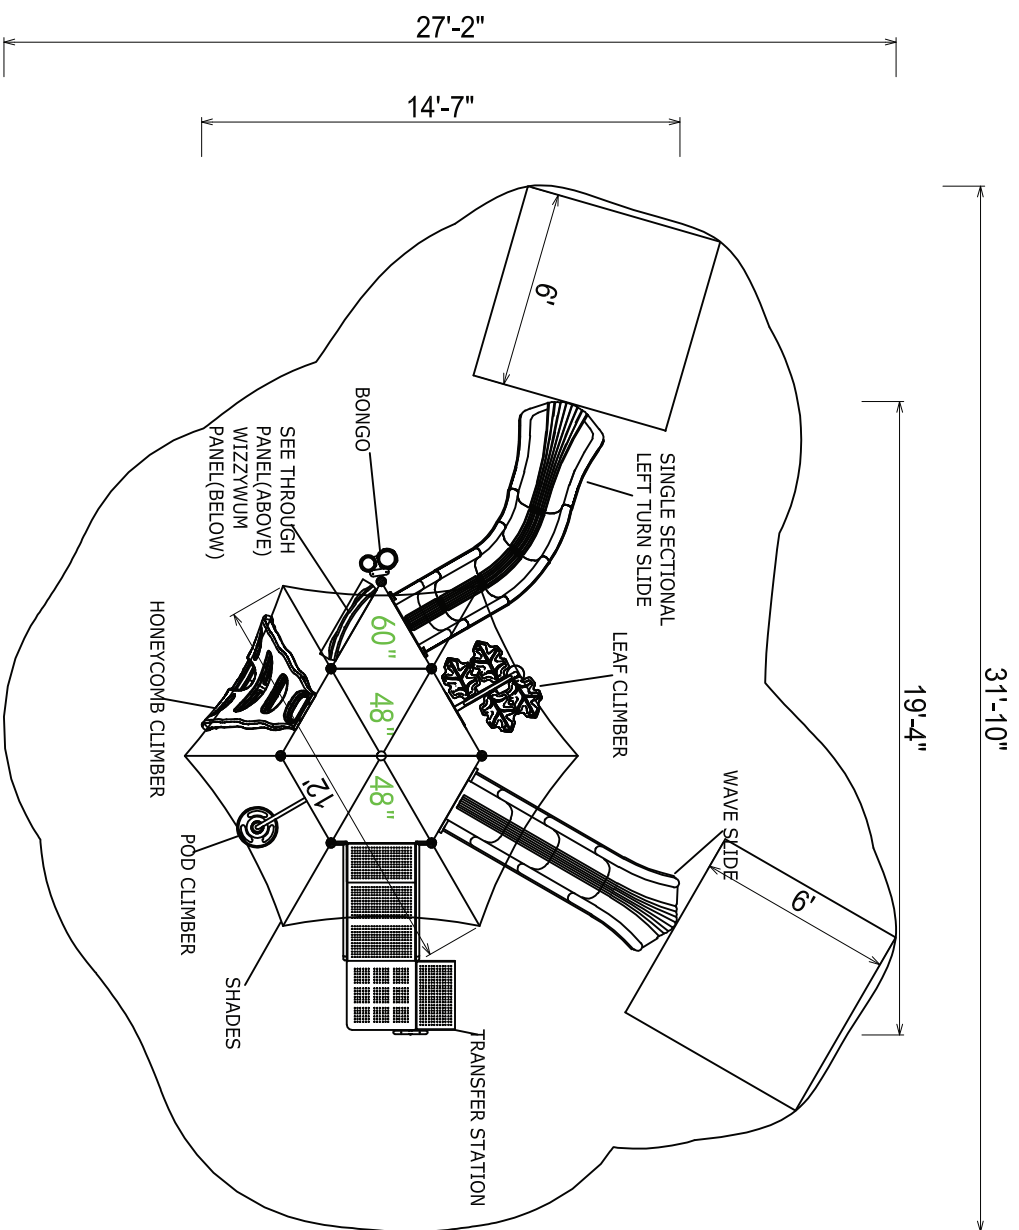 27'-2"
14'-7"
31'-10"
19'-4"
6'
BONGO
SEE THROUGH
PANEL(ABOVE)
WIZZYWUM
PANEL(BELOW)
SINGLE SECTIONAL
LEFT TURN SLIDE
LEAF CLIMBER
HONEYCOMB CLIMBER
60"
48"
48"
12'
WAVE SLIDE
6'
POD CLIMBER
SHADES
TRANSFER STATION